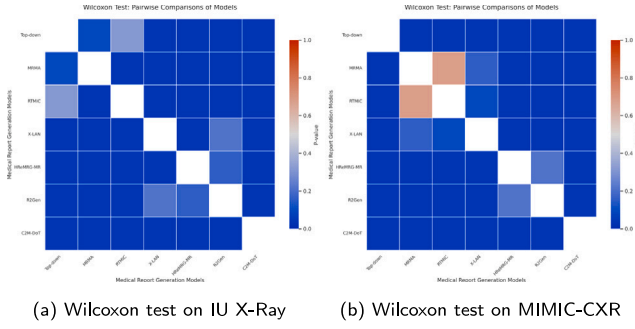 Wilcoxon Test: Pairwise Comparisons of Models
Top-down
MRMA
RTMIC
X-LAN
HReMRG-MR
R2Gen
C2M-DoT
Medical Report Generation Models
Top-down
MRMA
RTMIC
X-LAN
HReMRG-MR
R2Gen
C2M-DoT
Medical Report Generation Models
1.0
0.8
0.6
0.4
0.2
0.0
P-value
(a) Wilcoxon test on IU X-Ray
Wilcoxon Test: Pairwise Comparisons of Models
Top-down
MRMA
RTMIC
X-LAN
HReMRG-MR
R2Gen
C2M-DoT
Medical Report Generation Models
Top-down
MRMA
RTMIC
X-LAN
HReMRG-MR
R2Gen
C2M-DoT
Medical Report Generation Models
1.0
0.8
0.6
0.4
0.2
0.0
(b) Wilcoxon test on MIMIC-CXR